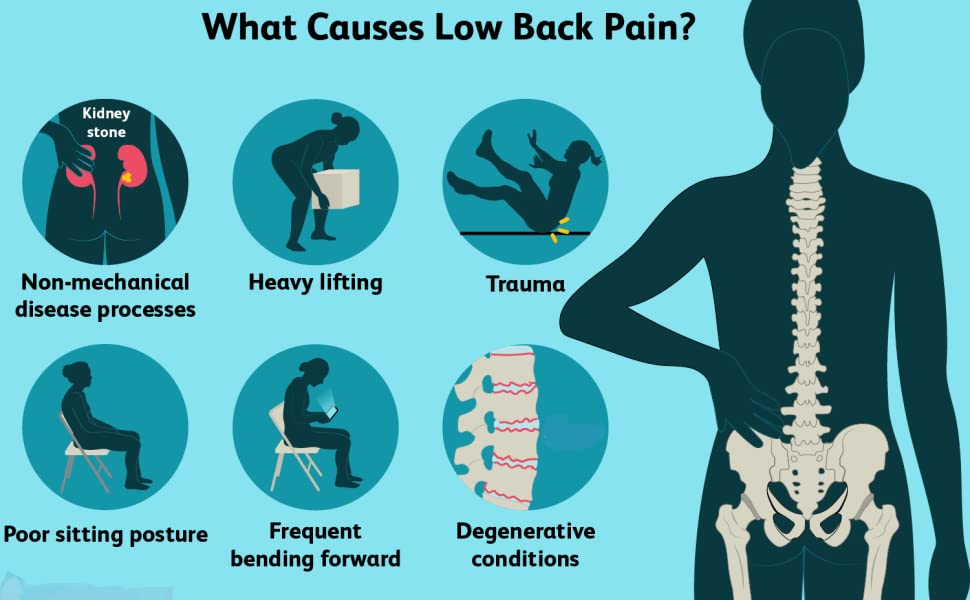 What Causes Low Back Pain?
Kidney
stone
Non-mechanical
disease processes
Heavy lifting
Trauma
Poor sitting posture
Frequent
bending forward
Degenerative
conditions